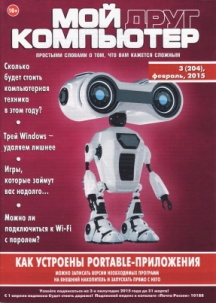 16+
МОЙ ДРУГ
КОМПЬЮТЕР
ПРОСТЫМИ СЛОВАМИ О ТОМ, ЧТО ВАМ КАЖЕТСЯ СЛОЖНЫМ
3 (204),
февраль, 2015
Сколько
будет стоить
компьютерная
техника
в этом году?
Трей Windows –
удаляем лишнее
Игры,
которые займут
вас надолго...
Можно ли
подключиться к Wi-Fi
с паролем?
КАК УСТРОЕНЫ PORTABLE-ПРИЛОЖЕНИЯ
МОЖНО ЗАПИСАТЬ ВЕРСИИ НЕОБХОДИМЫХ ПРОГРАММ
НА ВНЕШНИЙ НАКОПИТЕЛЬ И ЗАПУСКАТЬ ПРЯМО С НЕГО